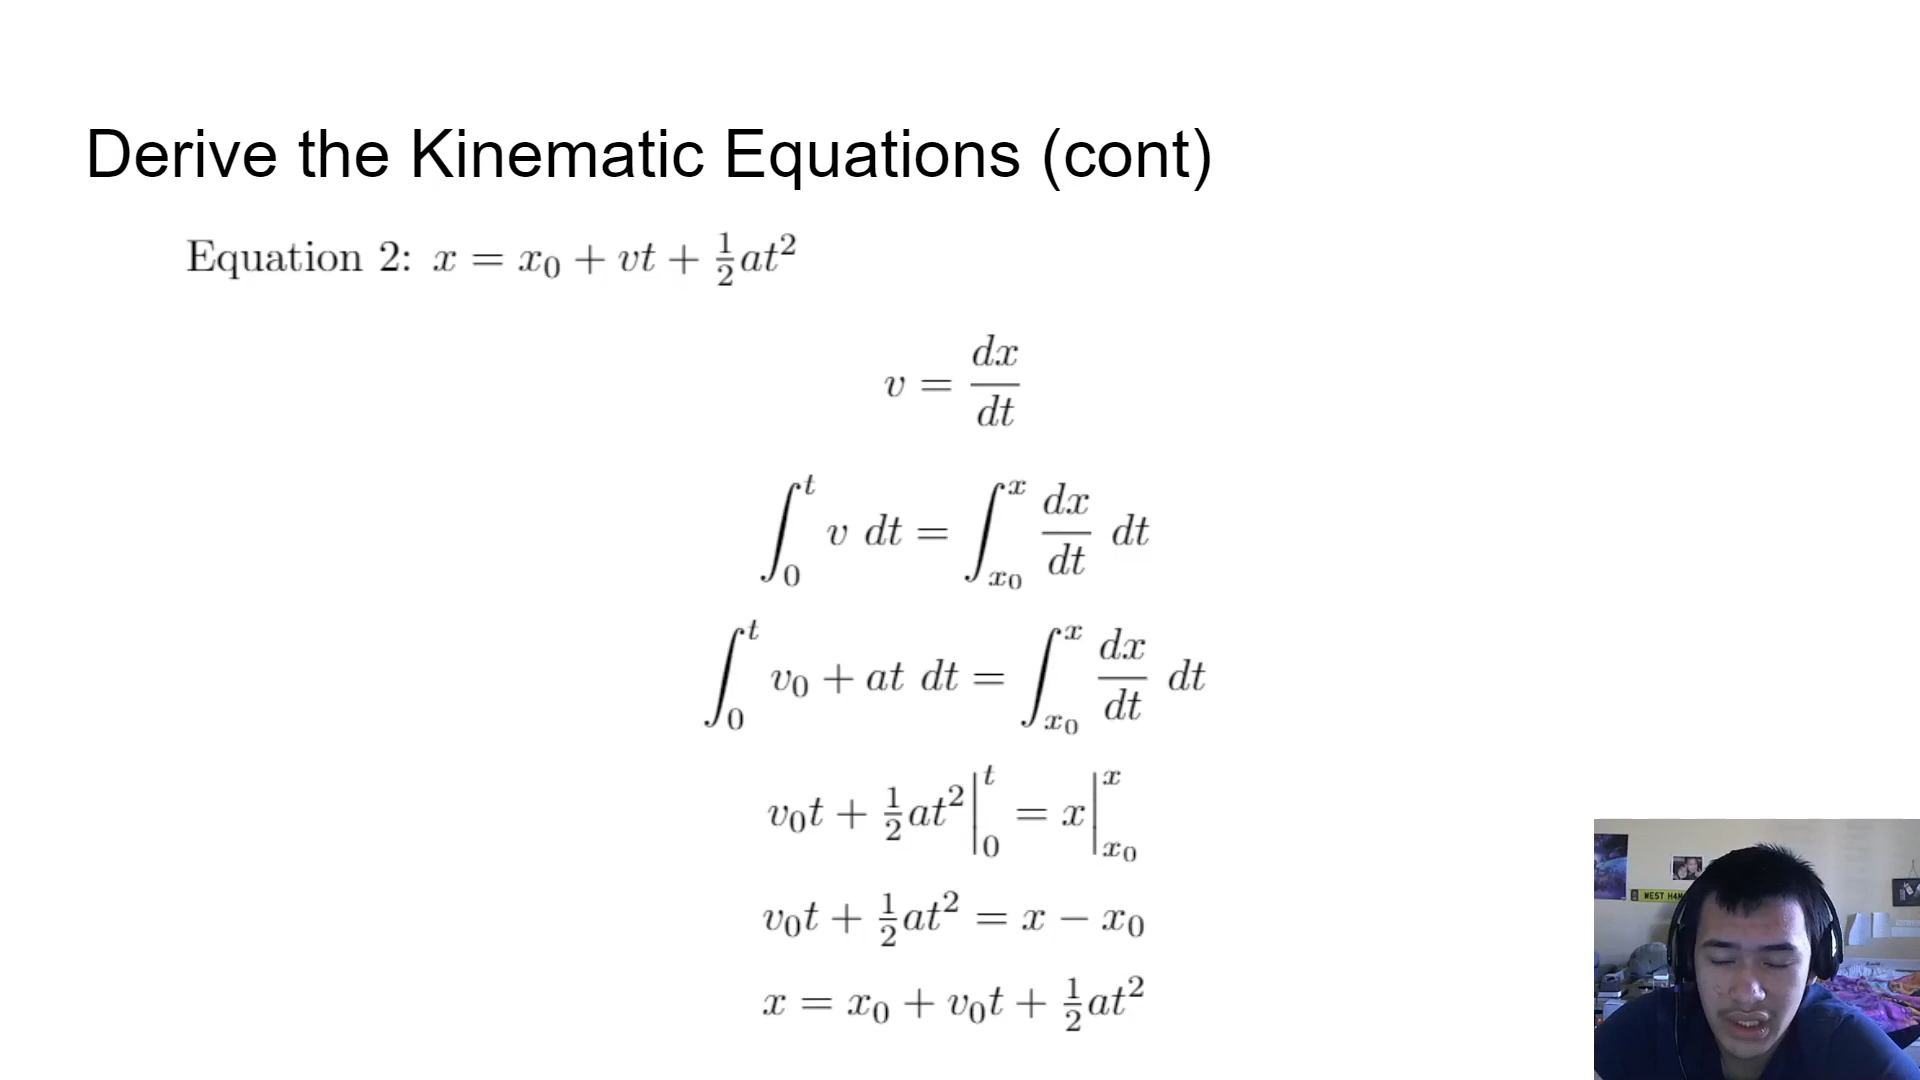 Derive the Kinematic Equations (cont)
Equation 2: x = x₀ + vt + ½at²
v = dx/dt
∫₀ᵗ v dt = ∫ₓ₀ˣ dx/dt dt
∫₀ᵗ v₀ + at dt = ∫ₓ₀ˣ dx/dt dt
v₀t + ½at²|₀ᵗ = x|ₓ₀ˣ
v₀t + ½at² = x − x₀
x = x₀ + v₀t + ½at²
WEST HAM